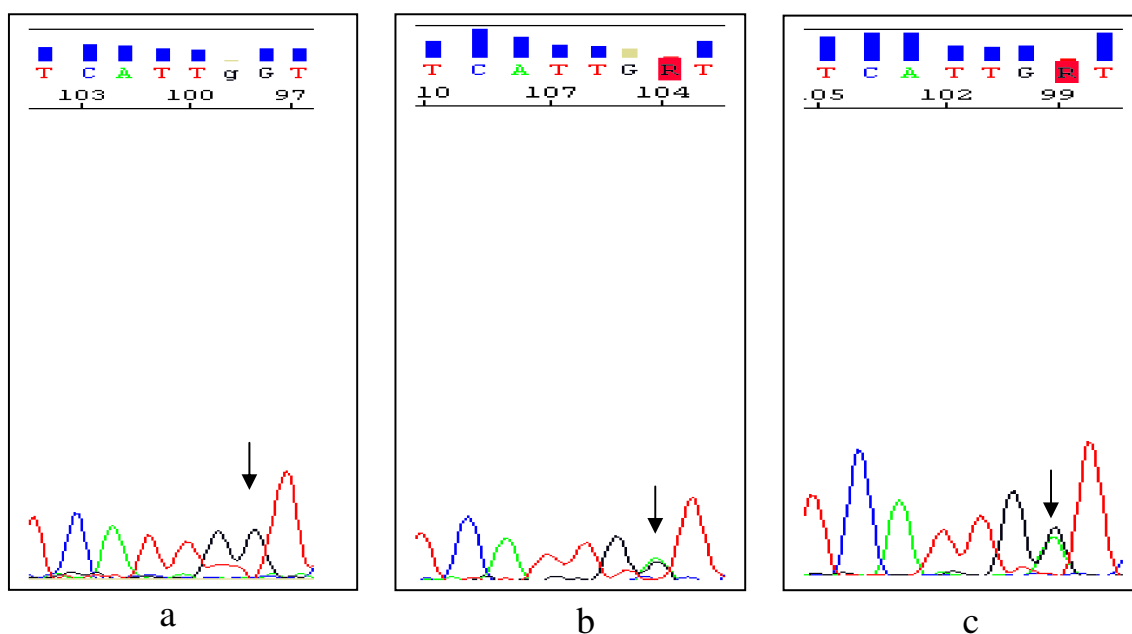 T C A T T g G T
103 100 97
a
T C A T T G R T
10 107 104
b
T C A T T G R T
.05 102 99
c